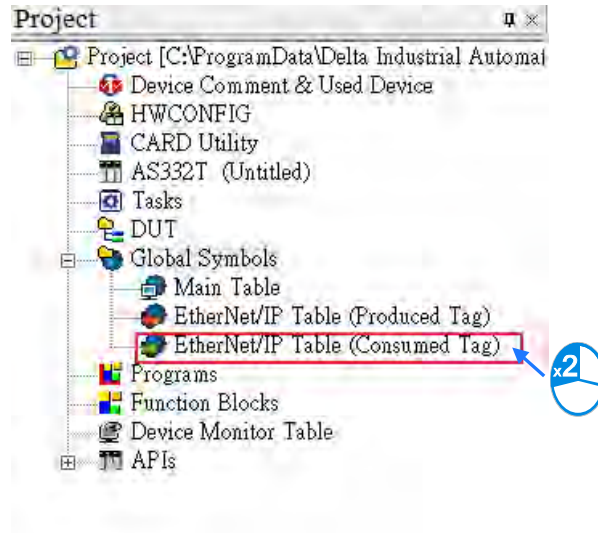 Project
Project [C:\ProgramData\Delta Industrial Automat
Device Comment & Used Device
HWCONFIG
CARD Utility
AS332T (Untitled)
Tasks
DUT
Global Symbols
Main Table
EtherNet/IP Table (Produced Tag)
EtherNet/IP Table (Consumed Tag)
x2
Programs
Function Blocks
Device Monitor Table
APIs